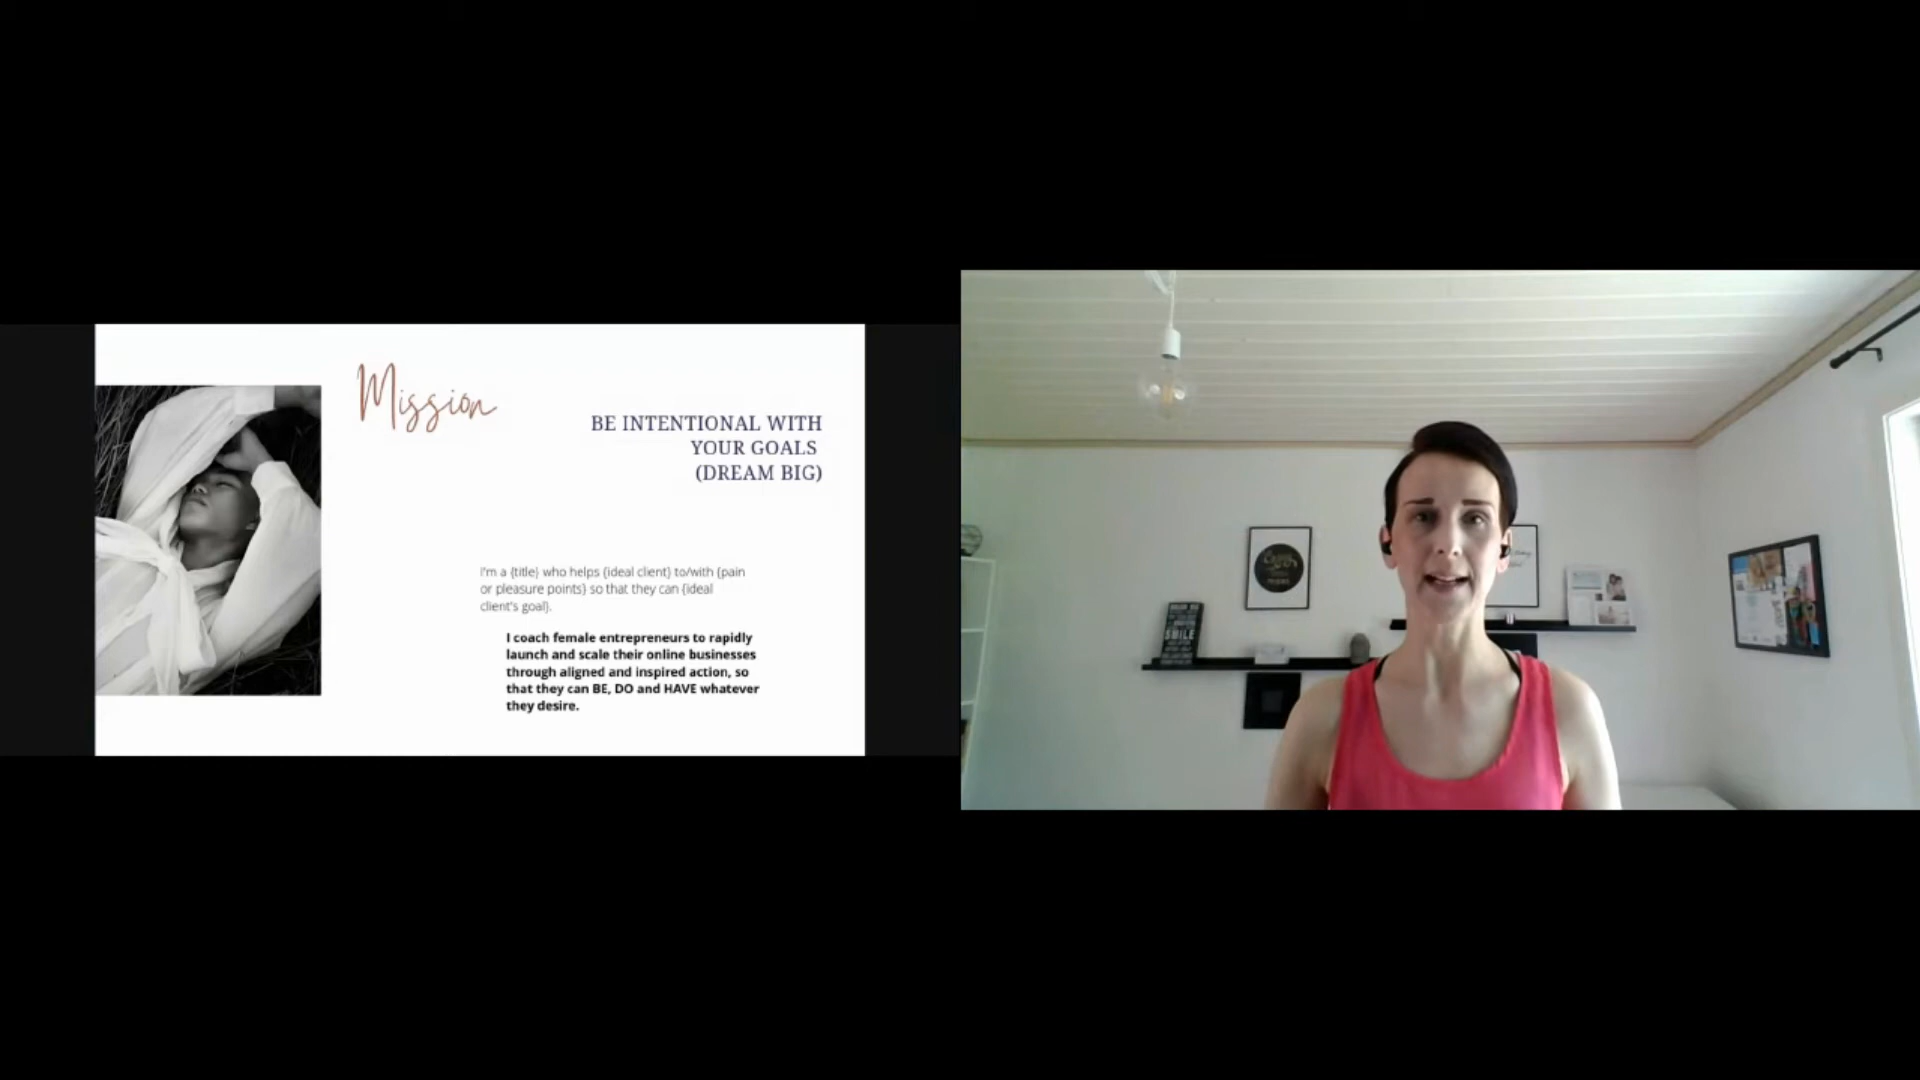 Mission
BE INTENTIONAL WITH
YOUR GOALS
(DREAM BIG)
I'm a {title} who helps {ideal client} to/with {pain
or pleasure points} so that they can {ideal
client's goal}.
I coach female entrepreneurs to rapidly
launch and scale their online businesses
through aligned and inspired action, so
that they can BE, DO and HAVE whatever
they desire.
SMILE